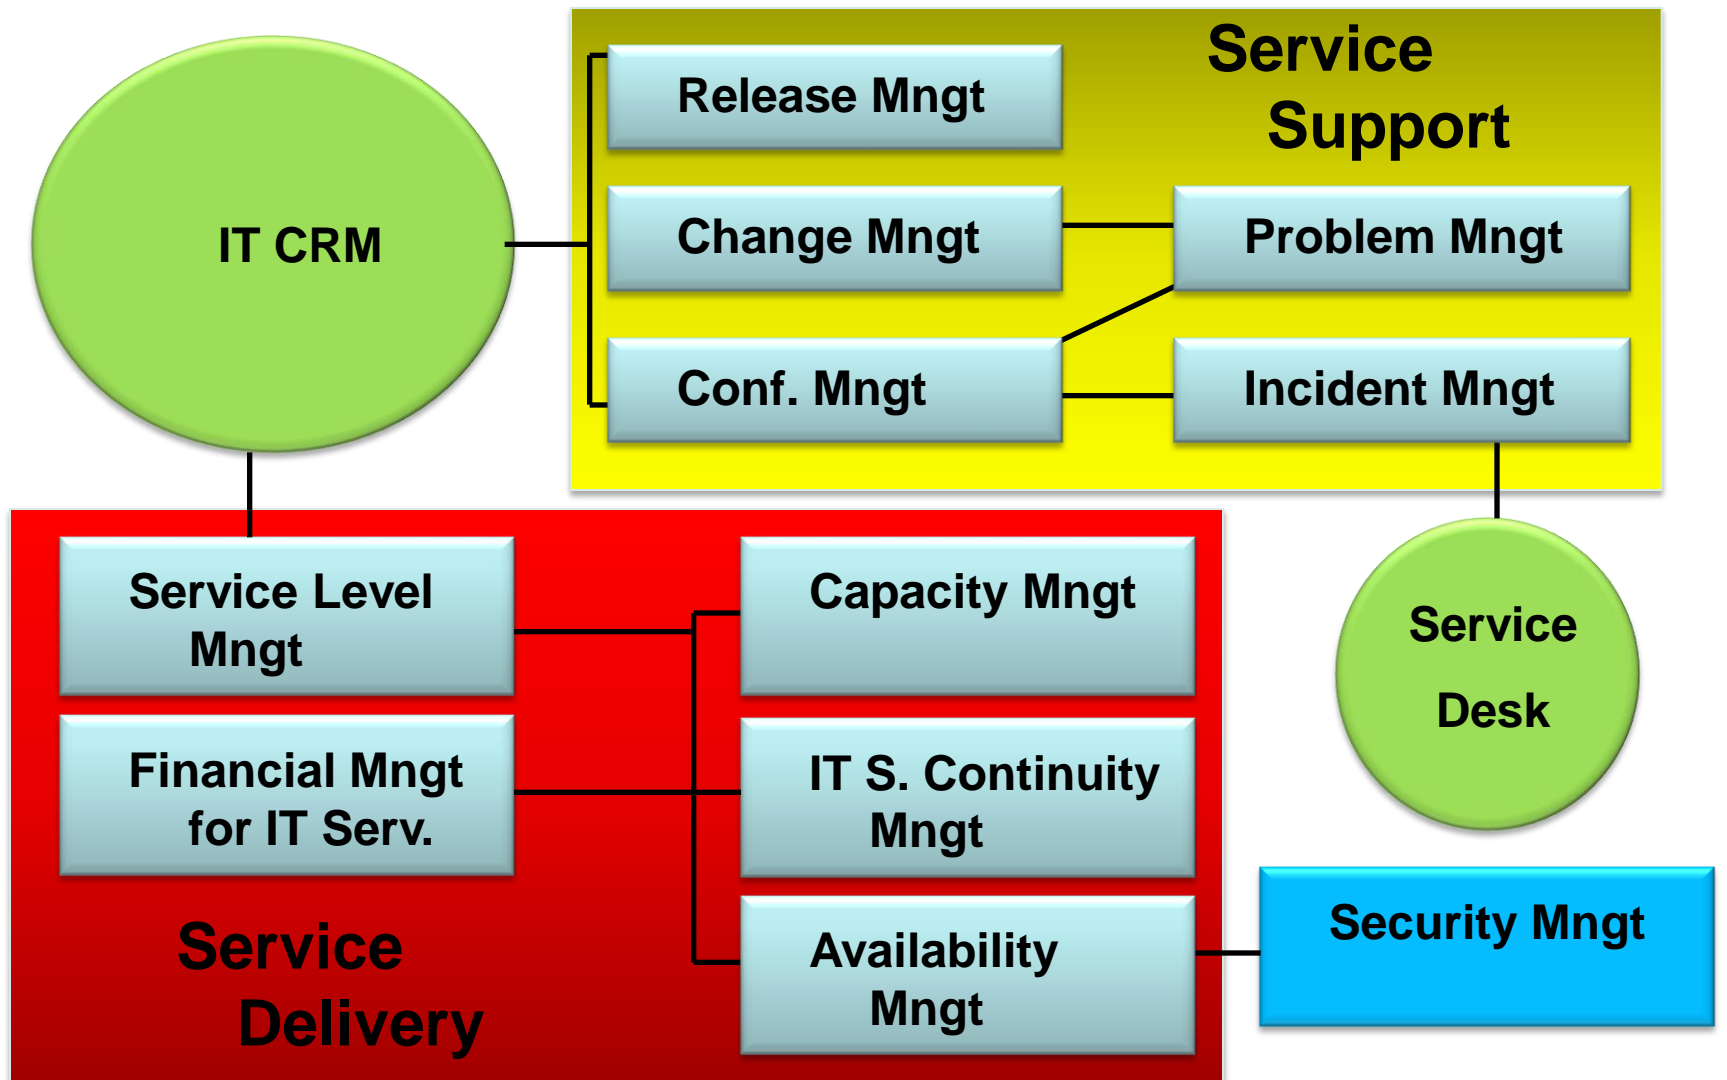 Service
Support
Release Mngt
IT CRM
Change Mngt
Problem Mngt
Conf. Mngt
Incident Mngt
Service Level
Mngt
Capacity Mngt
Service
Desk
Financial Mngt
for IT Serv.
IT S. Continuity
Mngt
Service
Delivery
Availability
Mngt
Security Mngt